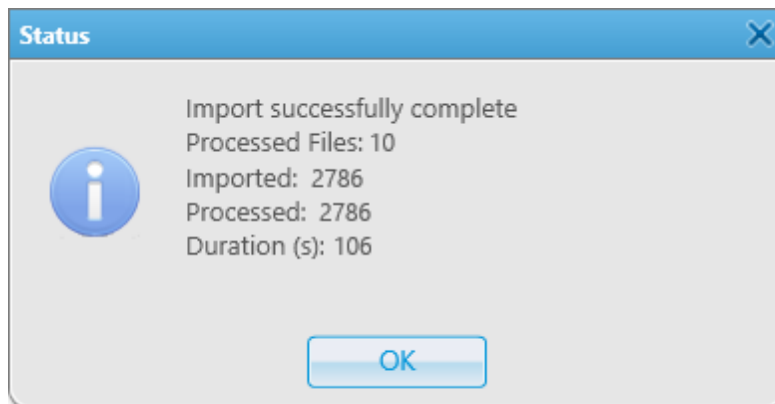 Status
Import successfully complete
Processed Files: 10
Imported:  2786
Processed:  2786
Duration (s): 106
OK